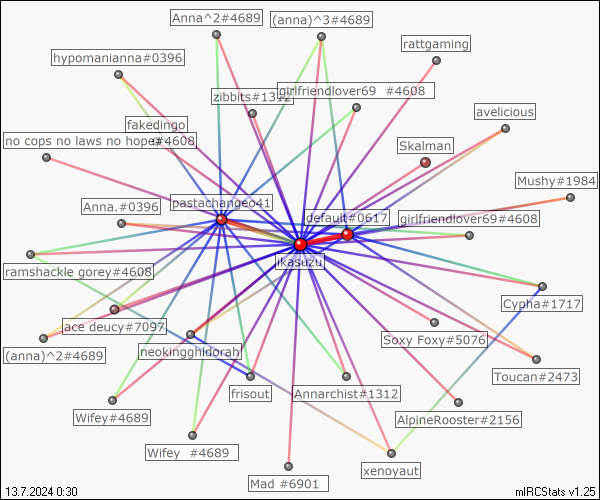 Anna^2#4689
(anna)^3#4689
rattgaming
hypomanianna#0396
girlfriendlover69 #4608
zibbits#1312
avelicious
fakedingo
no cops no laws no hope#4608
Skalman
Mushy#1984
pastachangeo41
Anna.#0396
default#0617
girlfriendlover69#4608
ikasuzu
ramshackle gorey#4608
Cypha#1717
ace deucy#7097
Soxy Foxy#5076
(anna)^2#4689
neokingghidorah
Toucan#2473
frisout
Annarchist#1312
Wifey#4689
AlpineRooster#2156
Wifey #4689
xenoyaut
Mad #6901
13.7.2024 0:30
mIRCStats v1.25